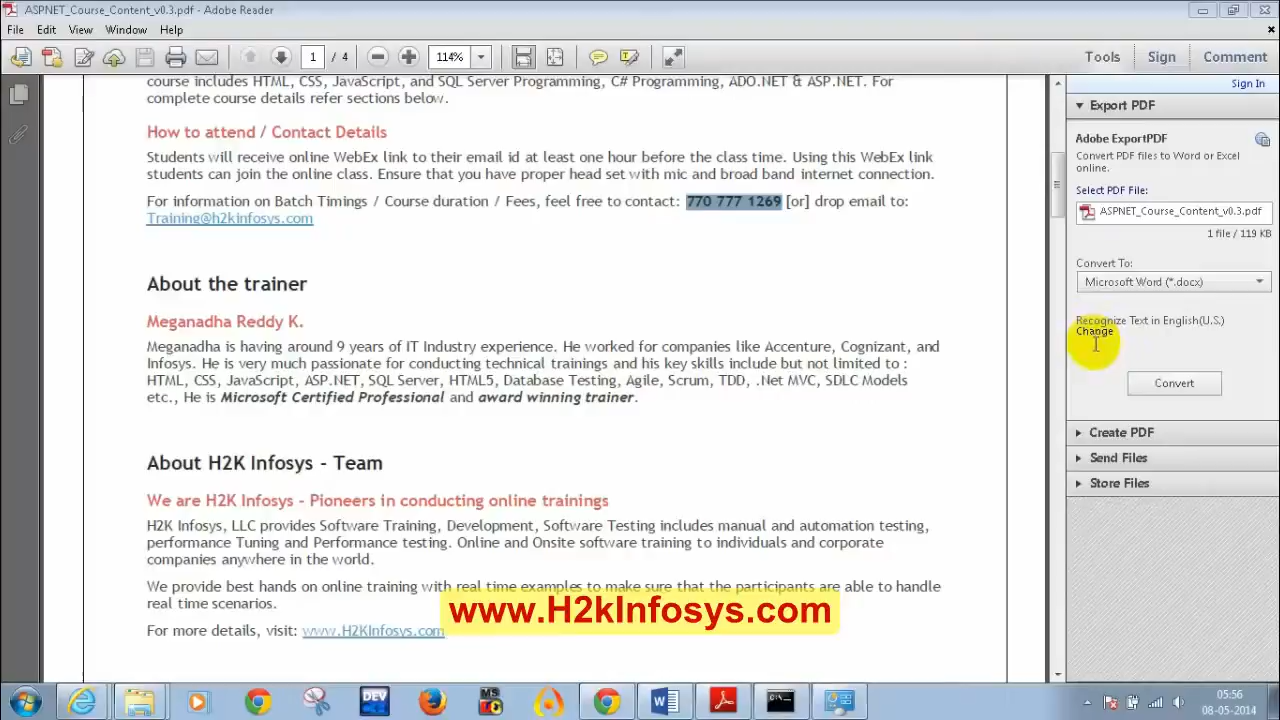 ASPNET_Course_Content_v0.3.pdf - Adobe Reader
File Edit View Window Help
1 / 4 114% Tools Sign Comment
course includes HTML, CSS, JavaScript, and SQL Server Programming, C# Programming, ADO.NET & ASP.NET. For
complete course details refer sections below.
How to attend / Contact Details
Students will receive online WebEx link to their email id at least one hour before the class time. Using this WebEx link
students can join the online class. Ensure that you have proper head set with mic and broad band internet connection.
For information on Batch Timings / Course duration / Fees, feel free to contact: 770 777 1269 [or] drop email to:
Training@h2kinfosys.com
About the trainer
Meganadha Reddy K.
Meganadha is having around 9 years of IT Industry experience. He worked for companies like Accenture, Cognizant, and
Infosys. He is very much passionate for conducting technical trainings and his key skills include but not limited to :
HTML, CSS, JavaScript, ASP.NET, SQL Server, HTML5, Database Testing, Agile, Scrum, TDD, .Net MVC, SDLC Models
etc., He is Microsoft Certified Professional and award winning trainer.
About H2K Infosys - Team
We are H2K Infosys - Pioneers in conducting online trainings
H2K Infosys, LLC provides Software Training, Development, Software Testing includes manual and automation testing,
performance Tuning and Performance testing. Online and Onsite software training to individuals and corporate
companies anywhere in the world.
We provide best hands on online training with real time examples to make sure that the participants are able to handle
real time scenarios.
For more details, visit: www.H2KInfosys.com
www.H2kInfosys.com
Sign In
Export PDF
Adobe ExportPDF
Convert PDF files to Word or Excel
online.
Select PDF File:
ASPNET_Course_Content_v0.3.pdf
1 file / 119 KB
Convert To:
Microsoft Word (*.docx)
Recognize Text in English(U.S.)
Change
Convert
Create PDF
Send Files
Store Files
DEV
MS
05:56
08-05-2014